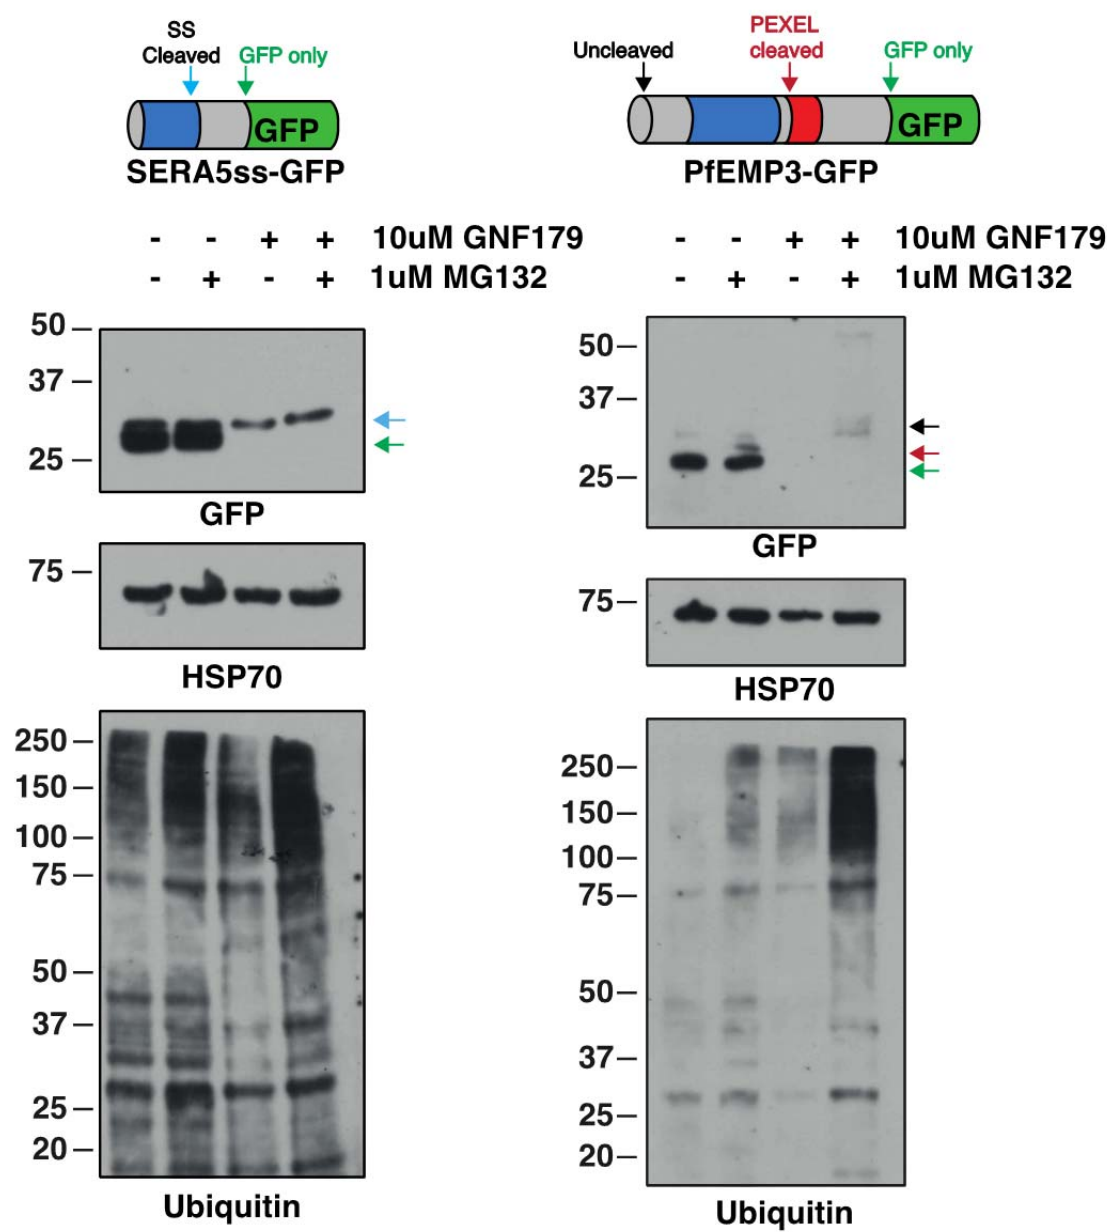 SS
Cleaved GFP only
GFP
SERA5ss-GFP
- - + + 10uM GNF179
- + - + 1uM MG132
50
37
25
GFP
75
HSP70
250
150
100
75
50
37
25
20
Ubiquitin
PEXEL
Uncleaved cleaved GFP only
GFP
PfEMP3-GFP
- - + + 10uM GNF179
- + - + 1uM MG132
50
37
25
GFP
75
HSP70
250
150
100
75
50
37
25
20
Ubiquitin